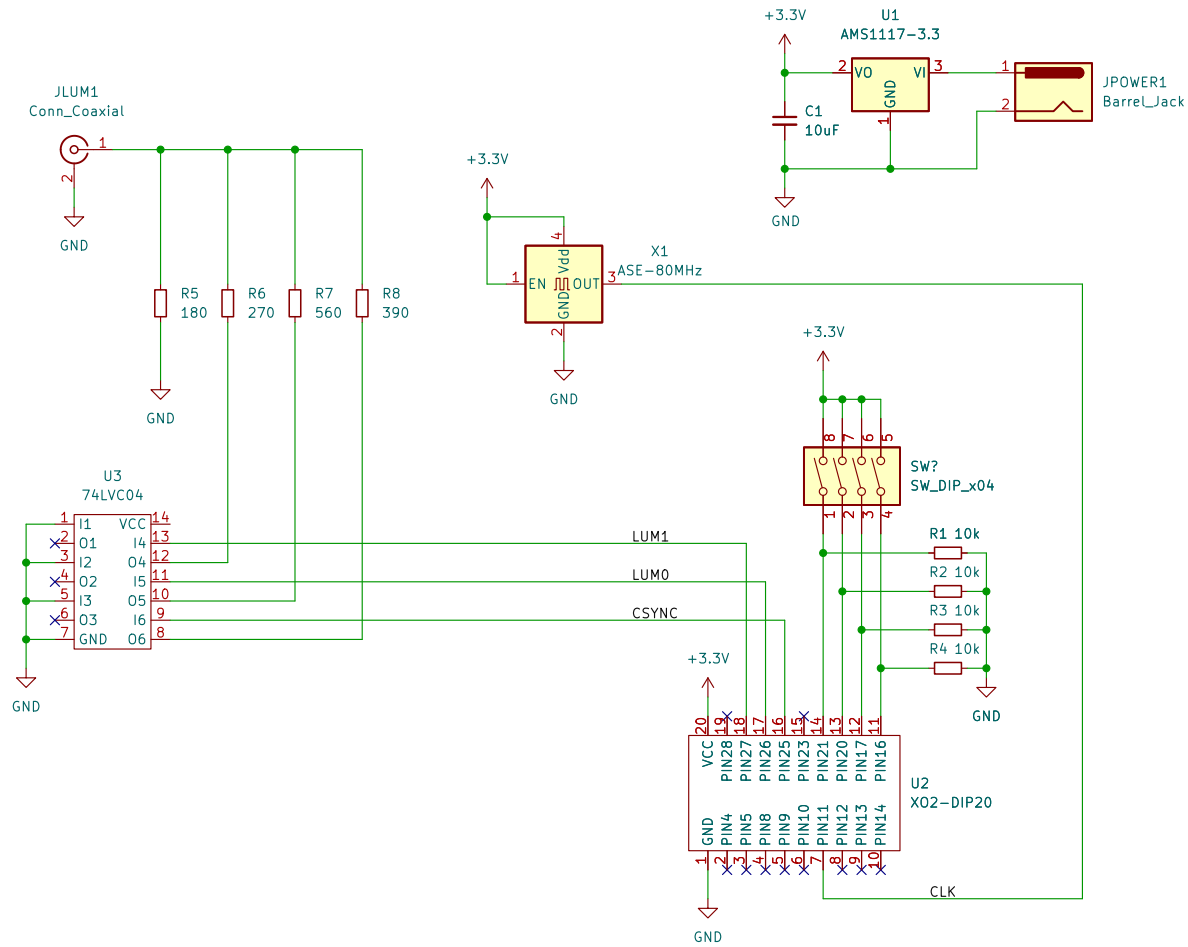 +3.3V
U1
AMS1117-3.3
2
VO
VI
3
GND
1
1
2
JPOWER1
Barrel_Jack
C1
10uF
GND
JLUM1
Conn_Coaxial
1
2
GND
+3.3V
4
Vdd
X1
ASE-80MHz
1
EN
OUT
3
GND
2
GND
R5
180
R6
270
R7
560
R8
390
GND
+3.3V
8
7
6
5
SW?
SW_DIP_x04
1
2
3
4
R1 10k
R2 10k
R3 10k
R4 10k
GND
U3
74LVC04
1 I1 VCC 14
2 O1 I4 13
3 I2 O4 12
4 O2 I5 11
5 I3 O5 10
6 O3 I6 9
7 GND O6 8
GND
LUM1
LUM0
CSYNC
+3.3V
20 19 18 17 16 15 14 13 12 11
VCC PIN28 PIN27 PIN26 PIN25 PIN23 PIN21 PIN20 PIN17 PIN16
U2
XO2-DIP20
GND PIN4 PIN5 PIN8 PIN9 PIN10 PIN11 PIN12 PIN13 PIN14
1 2 3 4 5 6 7 8 9 10
CLK
GND